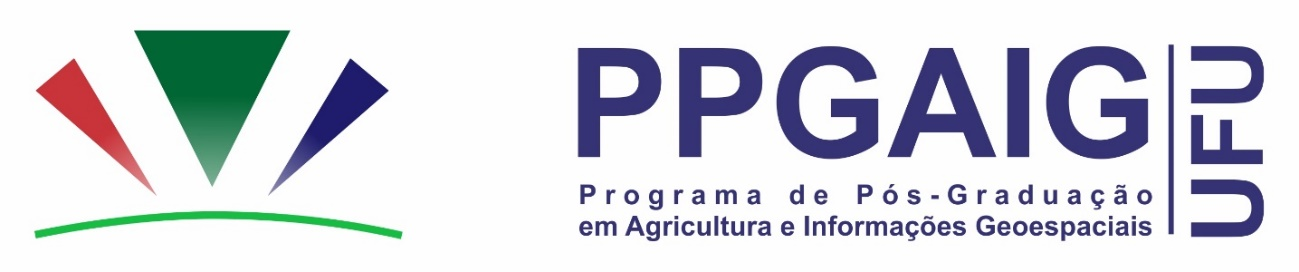 PPGAIG
Programa de Pós-Graduação
em Agricultura e Informações Geoespaciais
UFU